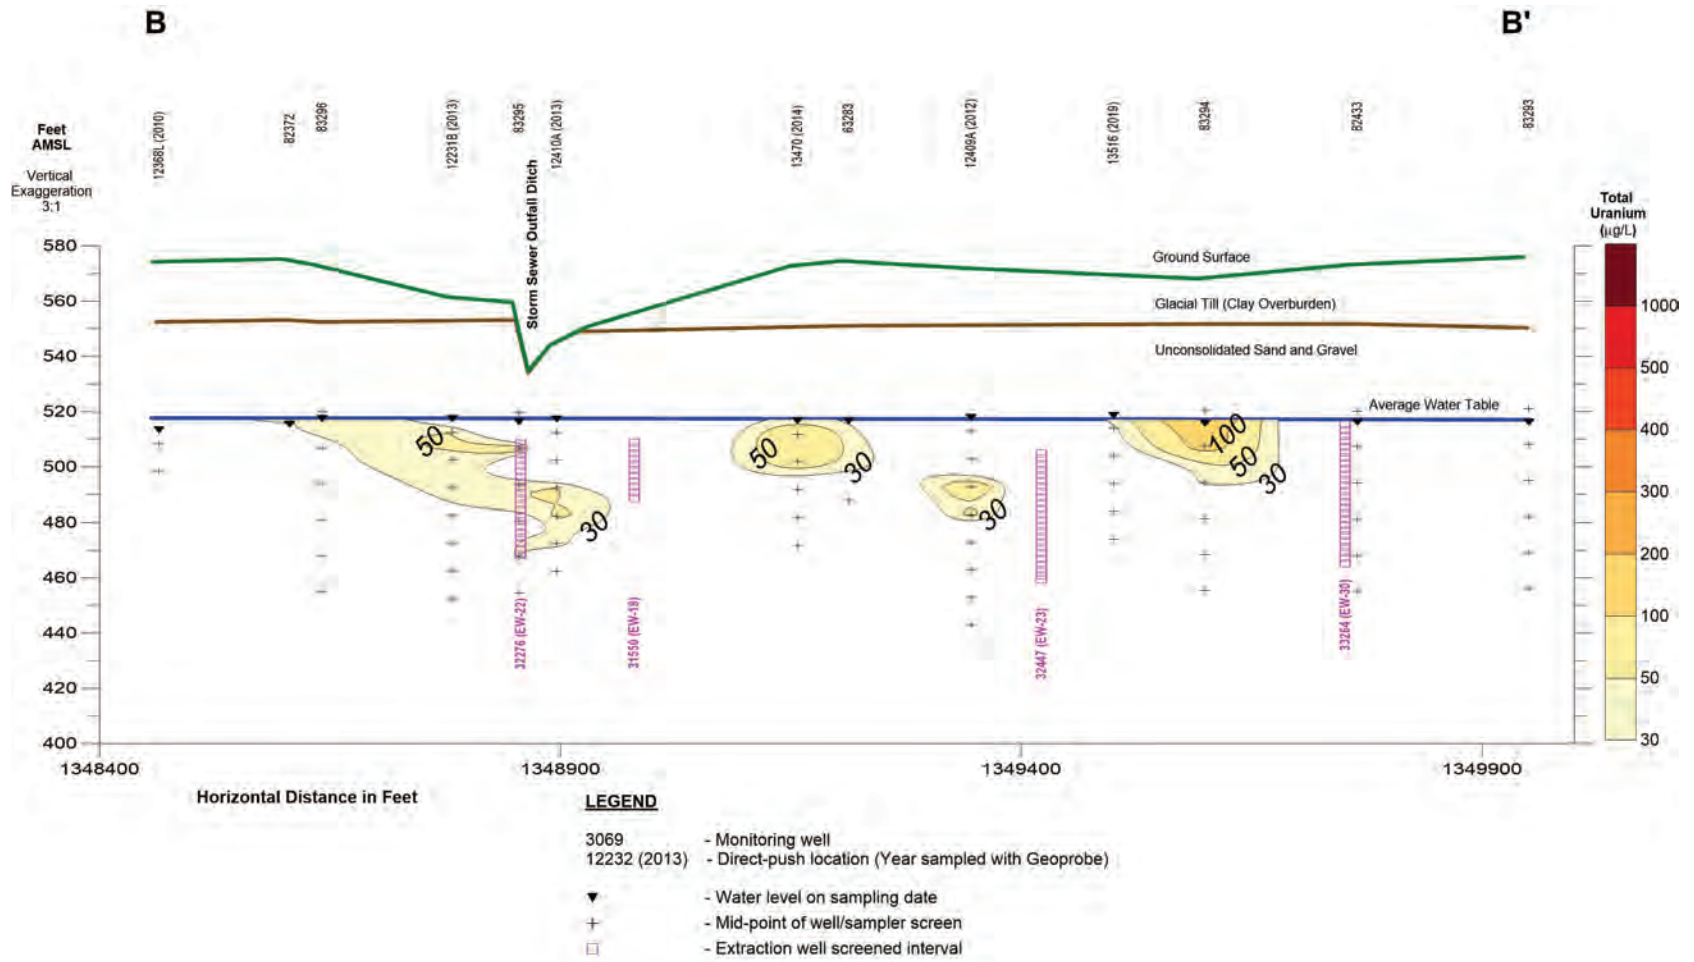 B
B'
12368L (2010)
82372
83296
12231B (2013)
83295
12410A (2013)
13470 (2014)
63283
12409A (2012)
13516 (2019)
83294
82433
83293
Feet
AMSL
Vertical
Exaggeration
3:1
Storm Sewer Outfall Ditch
Total
Uranium
(µg/L)
580
560
540
520
500
480
460
440
420
400
Ground Surface
Glacial Till (Clay Overburden)
Unconsolidated Sand and Gravel
Average Water Table
50
30
50
30
30
100
50
30
32276 (EW-22)
31550 (EW-19)
32447 (EW-23)
33264 (EW-30)
1000
500
400
300
200
100
50
30
1348400
1348900
1349400
1349900
Horizontal Distance in Feet
LEGEND
3069 - Monitoring well
12232 (2013) - Direct-push location (Year sampled with Geoprobe)
- Water level on sampling date
- Mid-point of well/sampler screen
- Extraction well screened interval